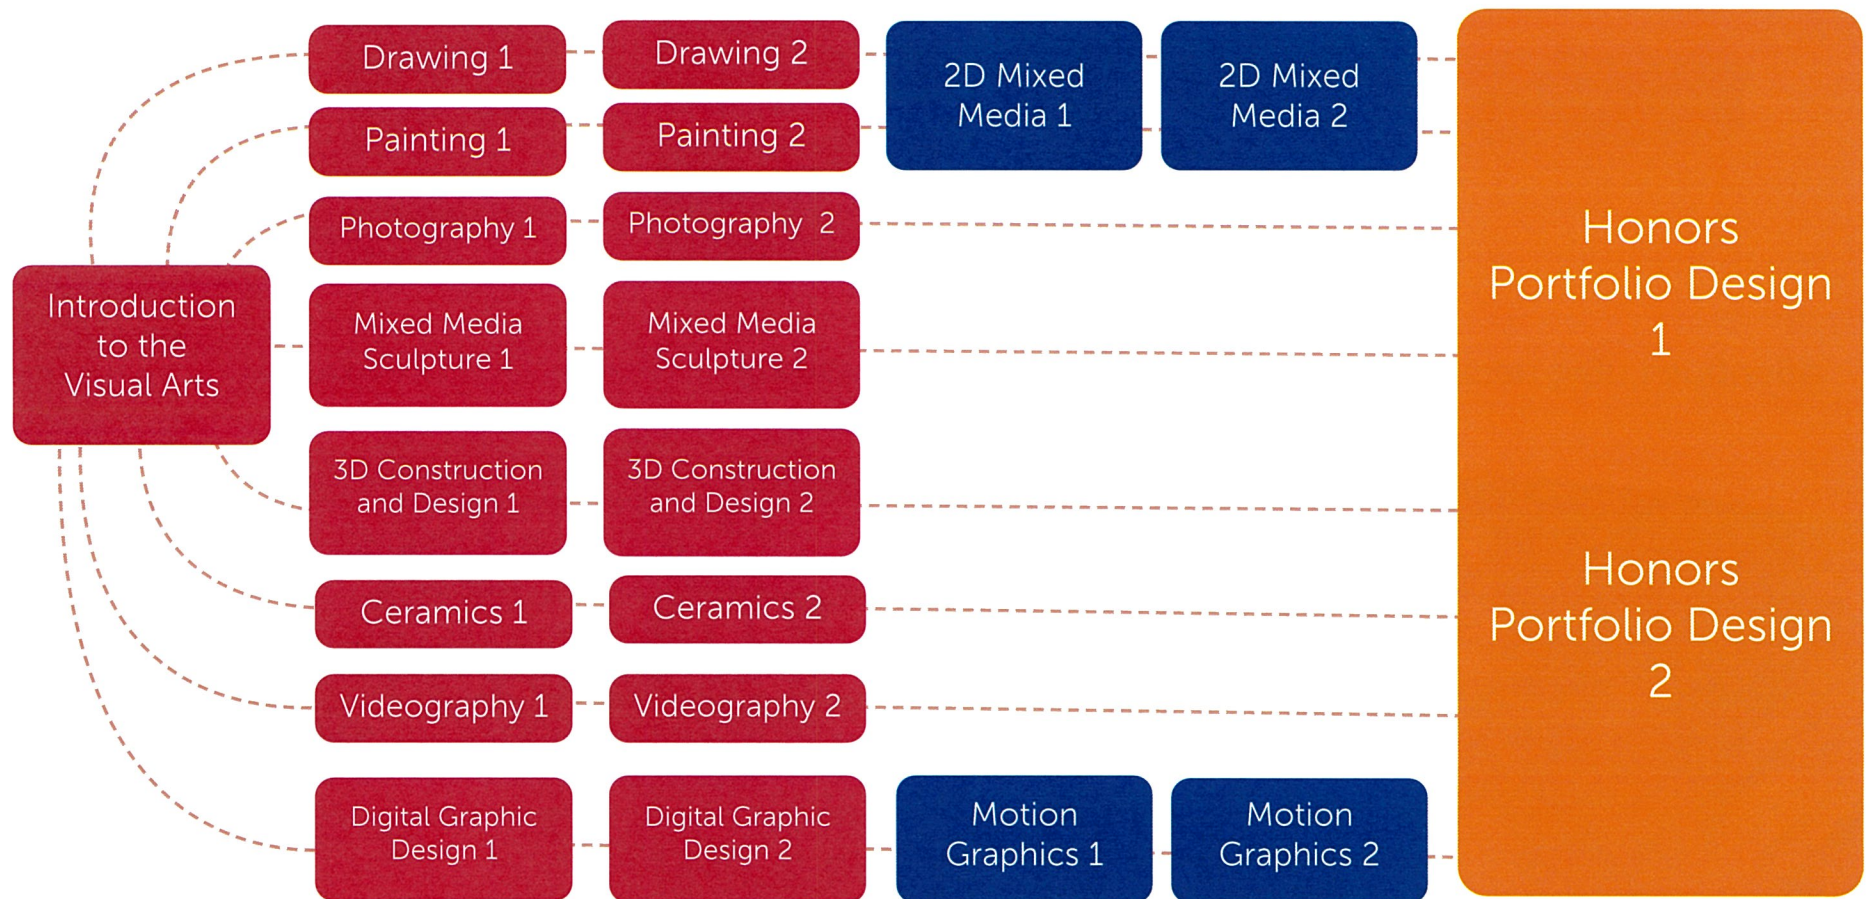 Drawing 1
Drawing 2
2D Mixed
Media 1
2D Mixed
Media 2
Painting 1
Painting 2
Photography 1
Photography 2
Introduction
to the
Visual Arts
Mixed Media
Sculpture 1
Mixed Media
Sculpture 2
3D Construction
and Design 1
3D Construction
and Design 2
Ceramics 1
Ceramics 2
Videography 1
Videography 2
Digital Graphic
Design 1
Digital Graphic
Design 2
Motion
Graphics 1
Motion
Graphics 2
Honors
Portfolio Design
1
Honors
Portfolio Design
2